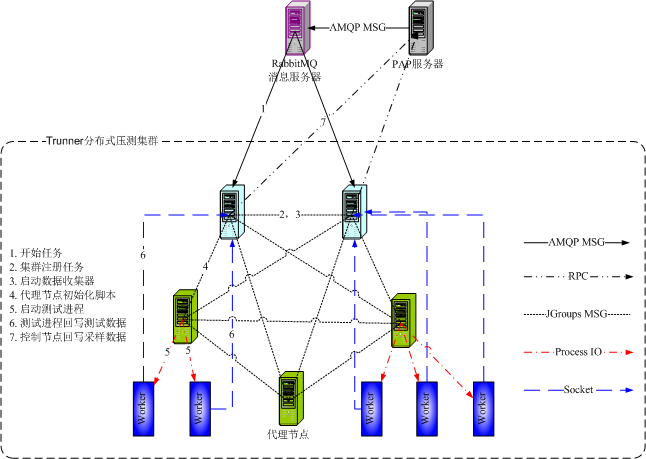 AMQP MSG
RabbitMQ
消息服务器
PAP服务器
1
7
Trunner分布式压测集群
2，3
6
4
6
5
5
1. 开始任务
2. 集群注册任务
3. 启动数据收集器
4. 代理节点初始化脚本
5. 启动测试进程
6. 测试进程回写测试数据
7. 控制节点回写采样数据
AMQP MSG
RPC
JGroups MSG
Process IO
Socket
Worker
Worker
Worker
Worker
Worker
代理节点